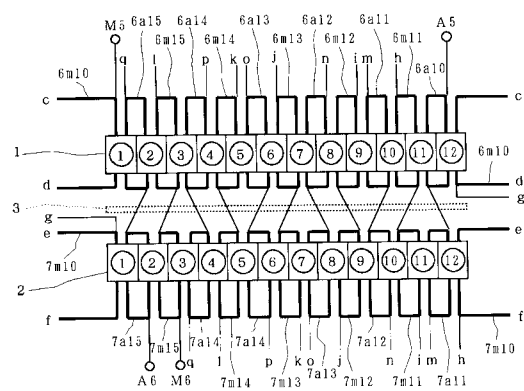 M5 6a15 6m15 6a14 6m14 6a13 6m13 6a12 6m12 6a11 6m11 A5
6m10 q l p k o j n i m h 6a10
c c
1 ① ② ③ ④ ⑤ ⑥ ⑦ ⑧ ⑨ ⑩ ⑪ ⑫
6m10
d d
3 g
g
e e
7m10
2 ① ② ③ ④ ⑤ ⑥ ⑦ ⑧ ⑨ ⑩ ⑪ ⑫
f f
7a15 7m15 7a14 q l 7m14 7a14 p 7m13 k o 7a13 j 7m12 7a12 n 7m11 i m 7a11 h 7m10
A6 M6